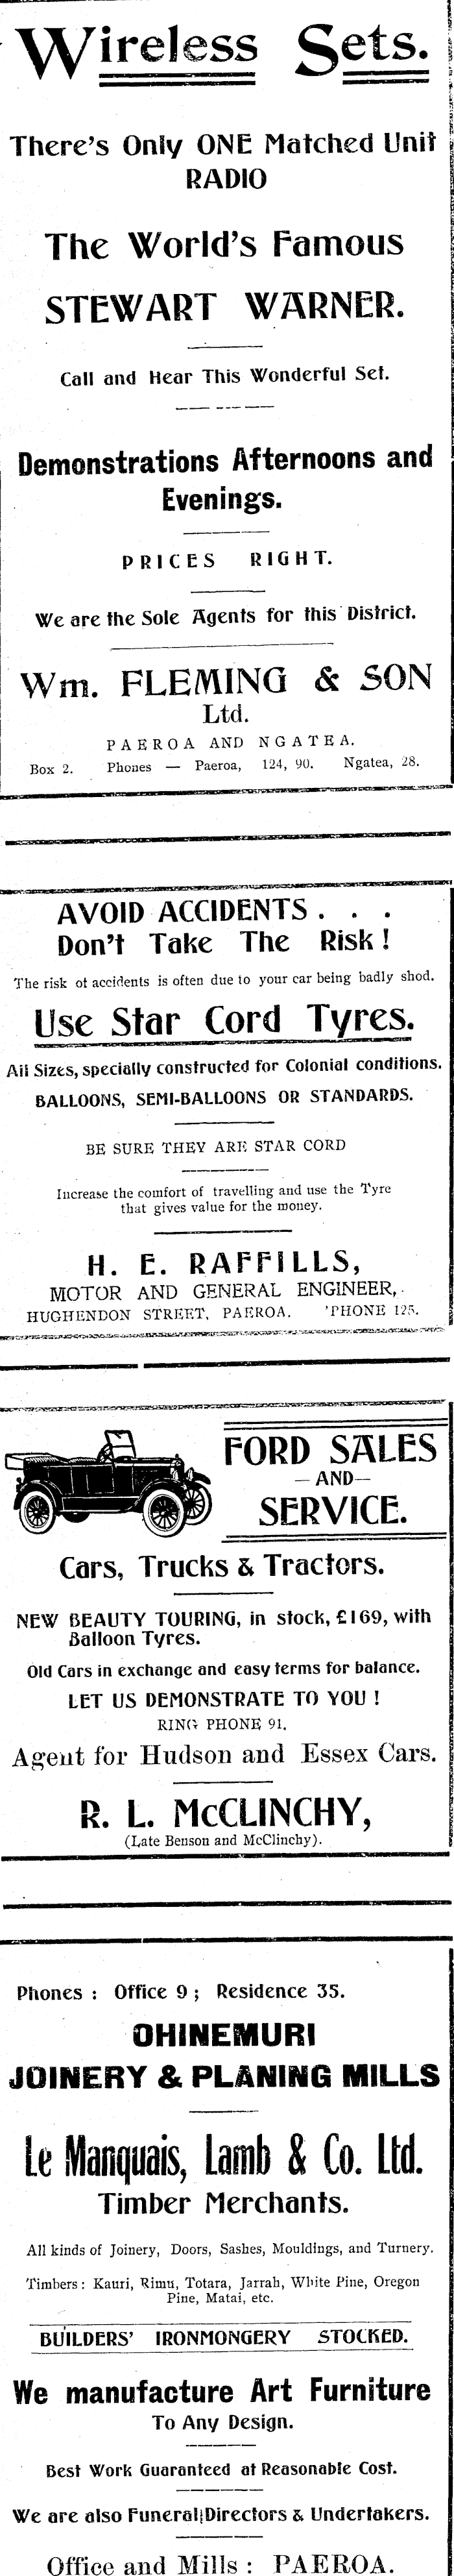 Wireless Sets.
There's Only ONE Matched Unit
RADIO
The World's Famous
STEWART WARNER.
Call and Hear This Wonderful Set.
Demonstrations Afternoons and
Evenings.
PRICES RIGHT.
We are the Sole Agents for this District.
Wm. FLEMING & SON
Ltd.
PAEROA AND NGATEA.
Box 2. Phones — Paeroa, 124, 90. Ngatea, 28.
AVOID ACCIDENTS . . .
Don't Take The Risk !
The risk of accidents is often due to your car being badly shod.
Use Star Cord Tyres.
All Sizes, specially constructed for Colonial conditions.
BALLOONS, SEMI-BALLOONS OR STANDARDS.
BE SURE THEY ARE STAR CORD
Increase the comfort of travelling and use the Tyre
that gives value for the money.
H. E. RAFFILLS,
MOTOR AND GENERAL ENGINEER,
HUGHENDON STREET, PAEROA. 'PHONE 125.
FORD SALES
—AND—
SERVICE.
Cars, Trucks & Tractors.
NEW BEAUTY TOURING, in stock, £169, with
Balloon Tyres.
Old Cars in exchange and easy terms for balance.
LET US DEMONSTRATE TO YOU !
RING PHONE 91.
Agent for Hudson and Essex Cars.
R. L. McCLINCHY,
(Late Benson and McClinchy).
Phones : Office 9 ; Residence 35.
OHINEMURI
JOINERY & PLANING MILLS
Le Manquais, Lamb & Co. Ltd.
Timber Merchants.
All kinds of Joinery, Doors, Sashes, Mouldings, and Turnery.
Timbers : Kauri, Rimu, Totara, Jarrah, White Pine, Oregon
Pine, Matai, etc.
BUILDERS' IRONMONGERY STOCKED.
We manufacture Art Furniture
To Any Design.
Best Work Guaranteed at Reasonable Cost.
We are also Funeral Directors & Undertakers.
Office and Mills : PAEROA.